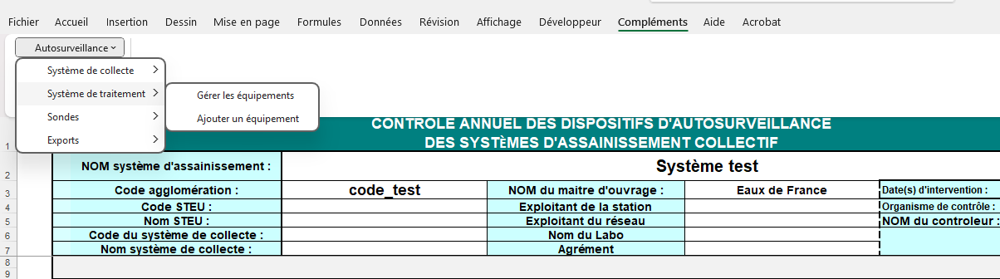 Fichier Accueil Insertion Dessin Mise en page Formules Données Révision Affichage Développeur Compléments Aide Acrobat
Autosurveillance
Système de collecte
Système de traitement
Sondes
Exports
Gérer les équipements
Ajouter un équipement
CONTROLE ANNUEL DES DISPOSITIFS D'AUTOSURVEILLANCE
1 DES SYSTÈMES D'ASSAINISSEMENT COLLECTIF
2 NOM système d'assainissement : Système test
3 Code agglomération : code_test NOM du maitre d'ouvrage : Eaux de France Date(s) d'intervention :
4 Code STEU : Exploitant de la station Organisme de contrôle :
5 Nom STEU : Exploitant du réseau NOM du controleur :
6 Code du système de collecte : Nom du Labo
7 Nom système de collecte : Agrément
8
9